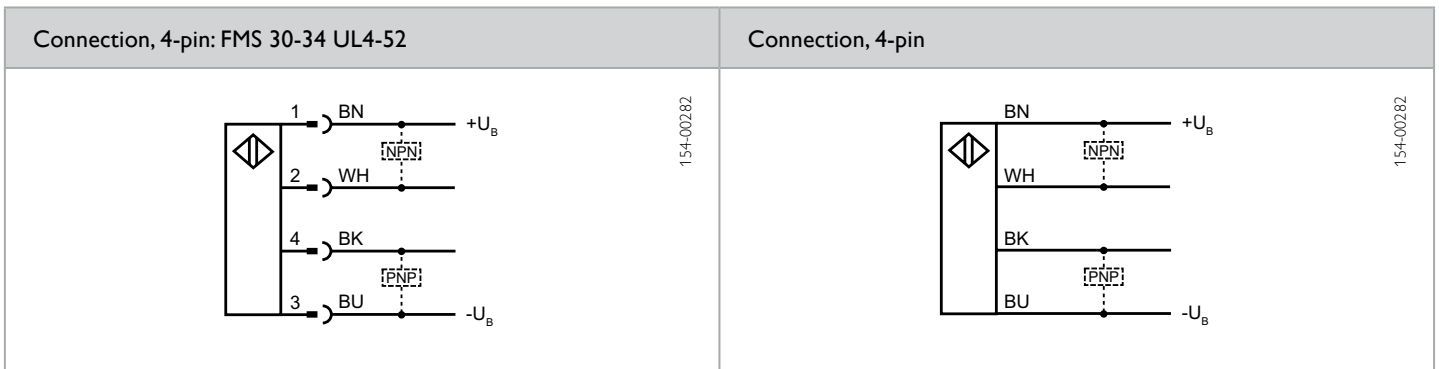 Connection, 4-pin: FMS 30-34 UL4-52
Connection, 4-pin
1 BN +UB
NPN
2 WH
4 BK
PNP
3 BU -UB
154-00282
BN +UB
NPN
WH
BK
PNP
BU -UB
154-00282